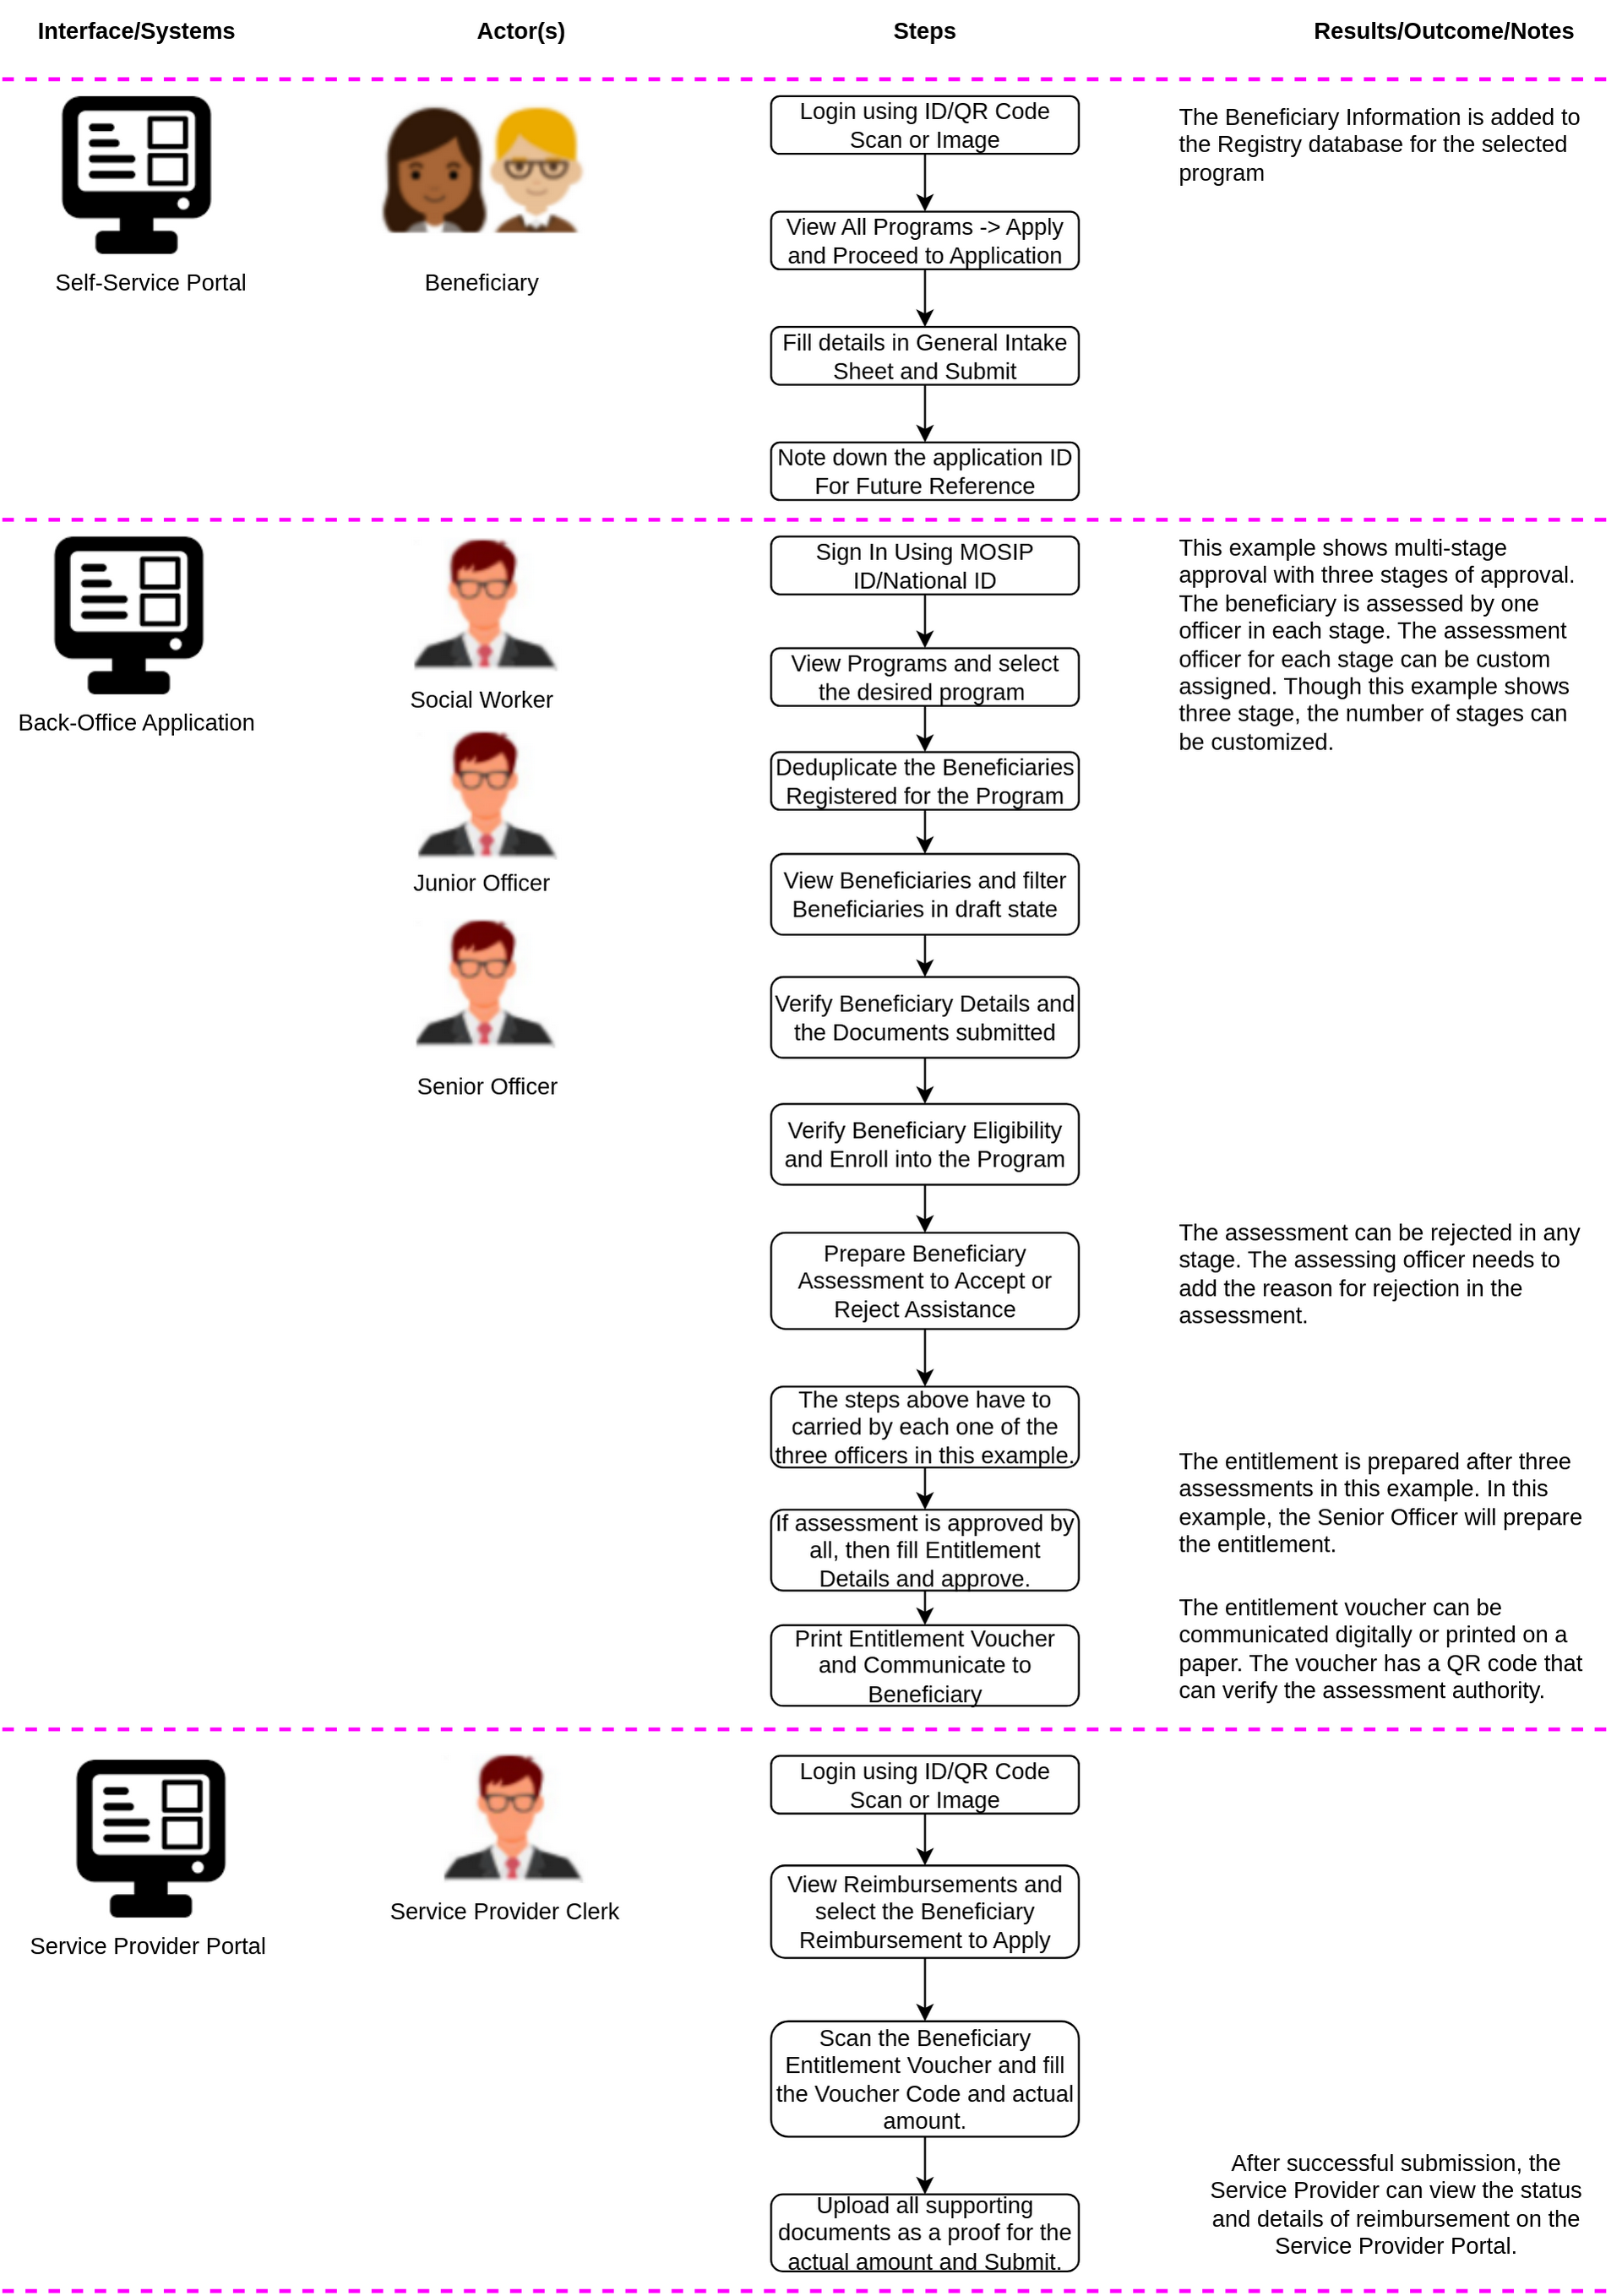 Interface/Systems
Actor(s)
Steps
Results/Outcome/Notes
Self-Service Portal
Beneficiary
Login using ID/QR Code
Scan or Image
View All Programs -> Apply
and Proceed to Application
Fill details in General Intake
Sheet and Submit
Note down the application ID
For Future Reference
The Beneficiary Information is added to
the Registry database for the selected
program
Back-Office Application
Social Worker
Junior Officer
Senior Officer
Sign In Using MOSIP
ID/National ID
View Programs and select
the desired program
Deduplicate the Beneficiaries
Registered for the Program
View Beneficiaries and filter
Beneficiaries in draft state
Verify Beneficiary Details and
the Documents submitted
Verify Beneficiary Eligibility
and Enroll into the Program
Prepare Beneficiary
Assessment to Accept or
Reject Assistance
The steps above have to
carried by each one of the
three officers in this example.
If assessment is approved by
all, then fill Entitlement
Details and approve.
Print Entitlement Voucher
and Communicate to
Beneficiary
This example shows multi-stage
approval with three stages of approval.
The beneficiary is assessed by one
officer in each stage. The assessment
officer for each stage can be custom
assigned. Though this example shows
three stage, the number of stages can
be customized.
The assessment can be rejected in any
stage. The assessing officer needs to
add the reason for rejection in the
assessment.
The entitlement is prepared after three
assessments in this example. In this
example, the Senior Officer will prepare
the entitlement.
The entitlement voucher can be
communicated digitally or printed on a
paper. The voucher has a QR code that
can verify the assessment authority.
Service Provider Portal
Service Provider Clerk
Login using ID/QR Code
Scan or Image
View Reimbursements and
select the Beneficiary
Reimbursement to Apply
Scan the Beneficiary
Entitlement Voucher and fill
the Voucher Code and actual
amount.
Upload all supporting
documents as a proof for the
actual amount and Submit.
After successful submission, the
Service Provider can view the status
and details of reimbursement on the
Service Provider Portal.